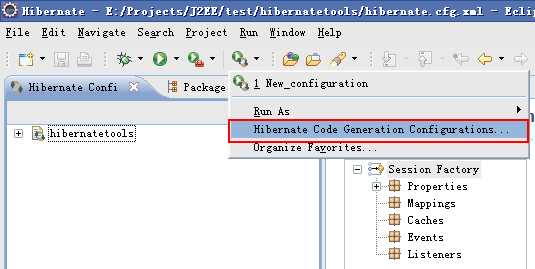 Hibernate - E:/Projects/J2EE/test/hibernatetools/hibernate.cfg.xml - Eclip
File Edit Navigate Search Project Run Window Help
Hibernate Confi
Package
1 New_configuration
Run As
Hibernate Code Generation Configurations...
Organize Favorites...
hibernatetools
Session Factory
Properties
Mappings
Caches
Events
Listeners